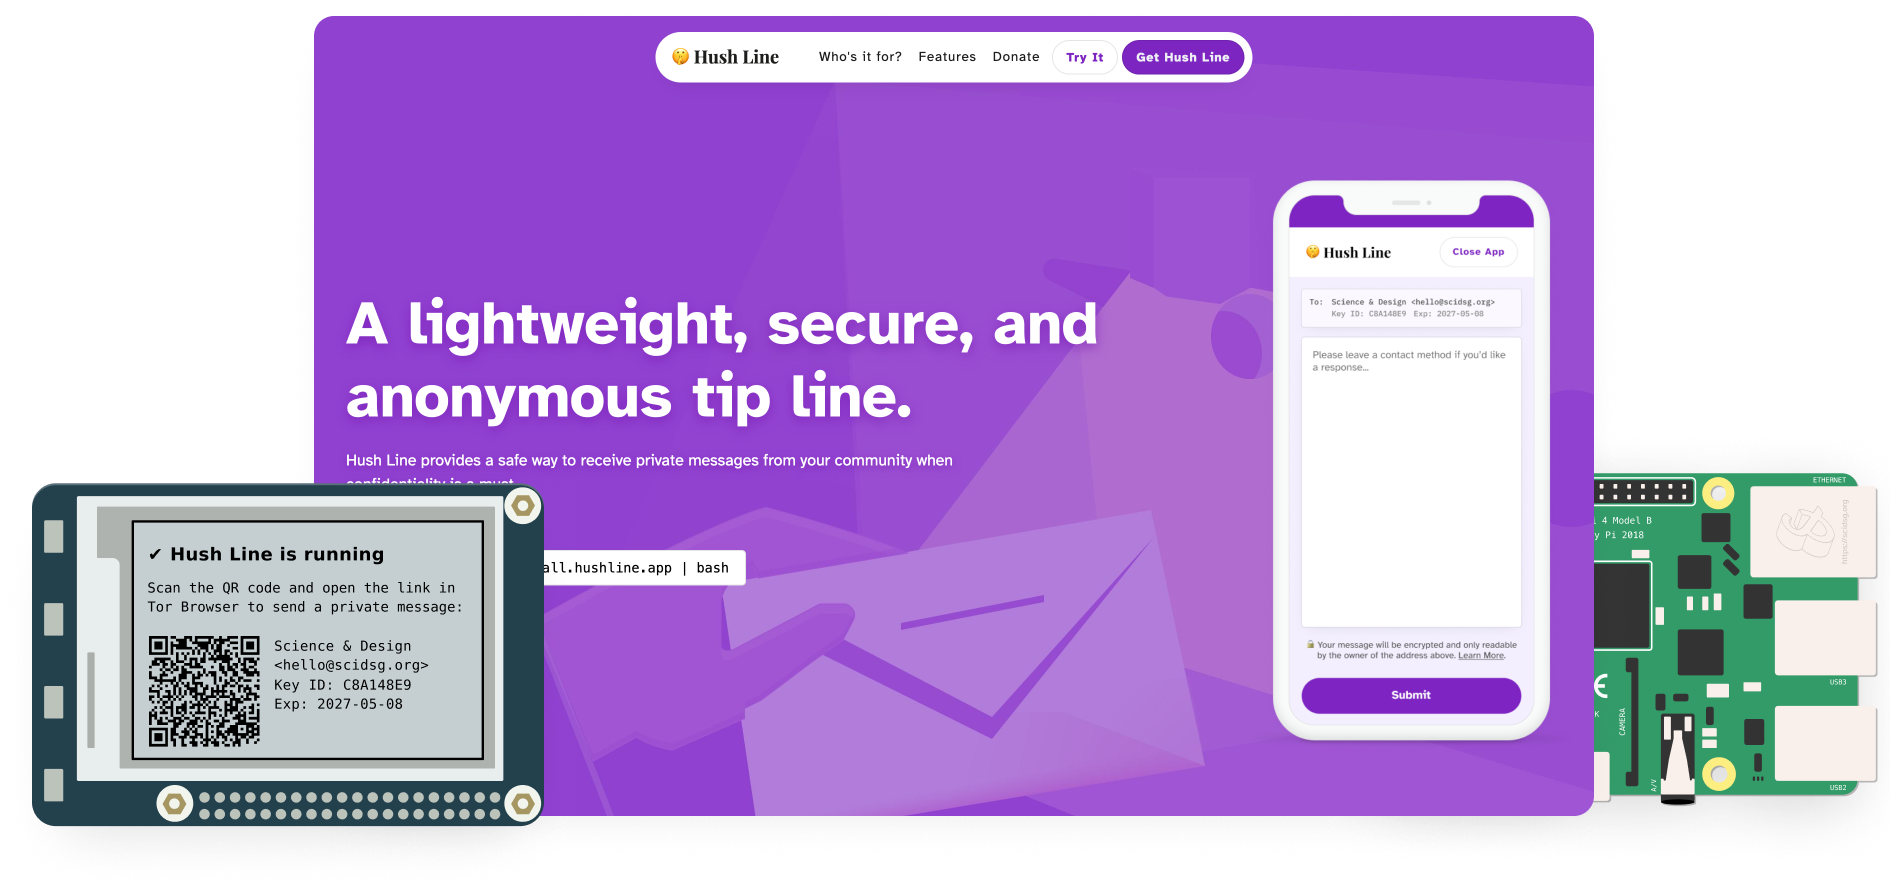 Hush Line
Who's it for?
Features
Donate
Try It
Get Hush Line
A lightweight, secure, and
anonymous tip line.
Hush Line provides a safe way to receive private messages from your community when
confidentiality is a must.
all.hushline.app | bash
✔ Hush Line is running
Scan the QR code and open the link in
Tor Browser to send a private message:
Science & Design
<hello@scidsg.org>
Key ID: C8A148E9
Exp: 2027-05-08
Hush Line
Close App
To: Science & Design <hello@scidsg.org>
Key ID: C8A148E9 Exp: 2027-05-08
Please leave a contact method if you'd like
a response...
Your message will be encrypted and only readable
by the owner of the address above. Learn More.
Submit
ETHERNET
4 Model B
y Pi 2018
https://scidsg.org
USB3
CAMERA
K
A/V
USB2